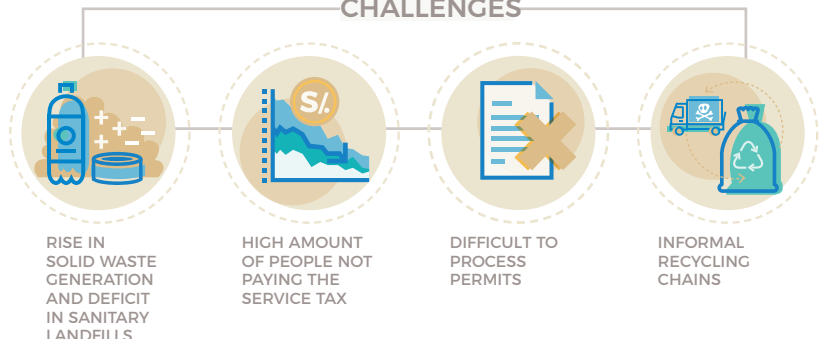 CHALLENGES
S/.
RISE IN
SOLID WASTE
GENERATION
AND DEFICIT
IN SANITARY
LANDFILLS
HIGH AMOUNT
OF PEOPLE NOT
PAYING THE
SERVICE TAX
DIFFICULT TO
PROCESS
PERMITS
INFORMAL
RECYCLING
CHAINS